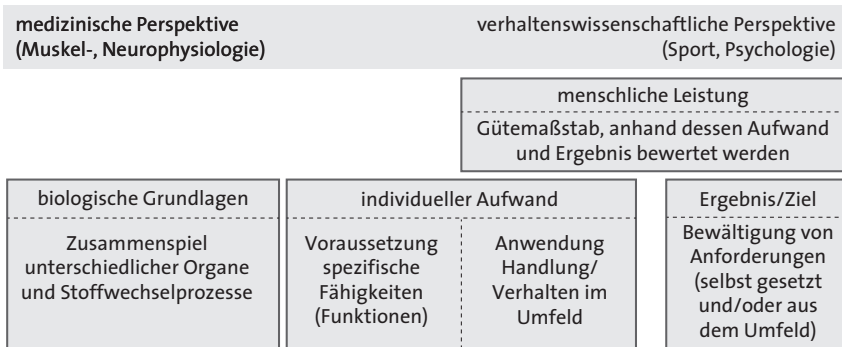 medizinische Perspektive
(Muskel-, Neurophysiologie)
verhaltenswissenschaftliche Perspektive
(Sport, Psychologie)
menschliche Leistung
Gütemaßstab, anhand dessen Aufwand
und Ergebnis bewertet werden
biologische Grundlagen
Zusammenspiel
unterschiedlicher Organe
und Stoffwechselprozesse
individueller Aufwand
Voraussetzung
spezifische
Fähigkeiten
(Funktionen)
Anwendung
Handlung/
Verhalten im
Umfeld
Ergebnis/Ziel
Bewältigung von
Anforderungen
(selbst gesetzt
und/oder aus
dem Umfeld)